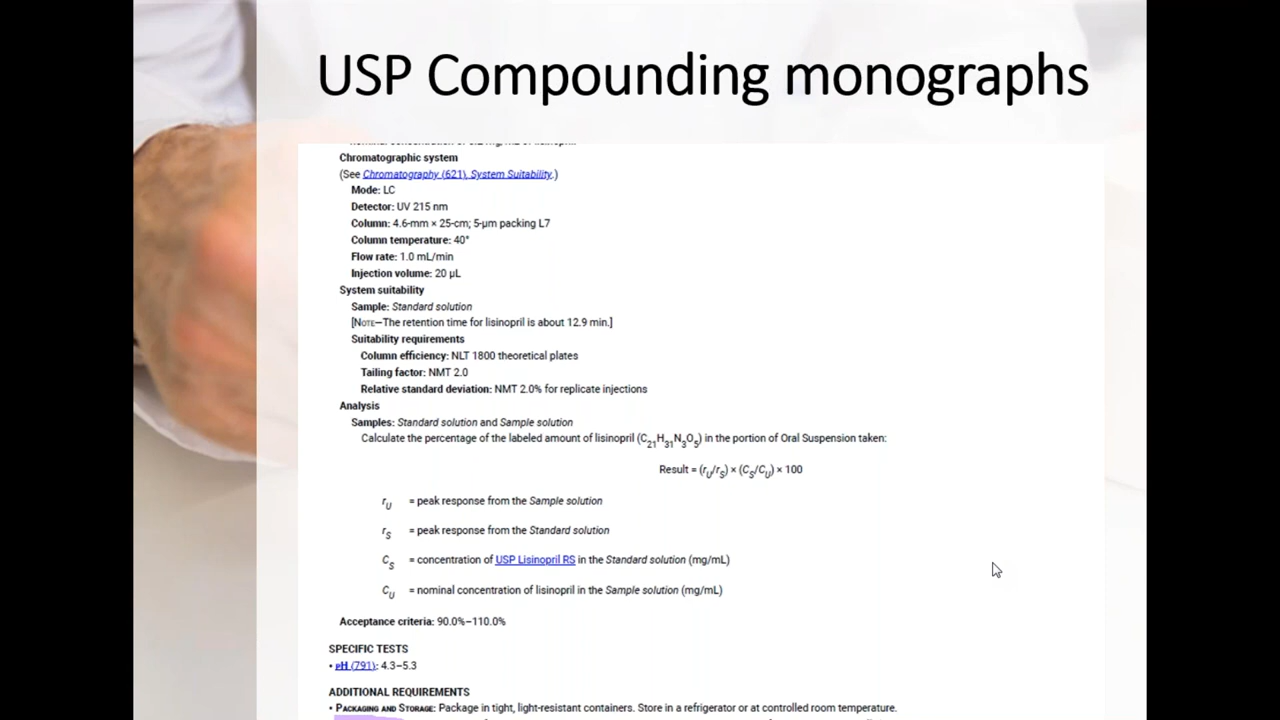 USP Compounding monographs
Chromatographic system
(See Chromatography ⟨621⟩, System Suitability.)
Mode: LC
Detector: UV 215 nm
Column: 4.6-mm × 25-cm; 5-µm packing L7
Column temperature: 40°
Flow rate: 1.0 mL/min
Injection volume: 20 µL
System suitability
Sample: Standard solution
[NOTE—The retention time for lisinopril is about 12.9 min.]
Suitability requirements
Column efficiency: NLT 1800 theoretical plates
Tailing factor: NMT 2.0
Relative standard deviation: NMT 2.0% for replicate injections
Analysis
Samples: Standard solution and Sample solution
Calculate the percentage of the labeled amount of lisinopril (C21H31N3O5) in the portion of Oral Suspension taken:
Result = (rU/rS) × (CS/CU) × 100
rU = peak response from the Sample solution
rS = peak response from the Standard solution
CS = concentration of USP Lisinopril RS in the Standard solution (mg/mL)
CU = nominal concentration of lisinopril in the Sample solution (mg/mL)
Acceptance criteria: 90.0%–110.0%
SPECIFIC TESTS
• pH ⟨791⟩: 4.3–5.3
ADDITIONAL REQUIREMENTS
• PACKAGING AND STORAGE: Package in tight, light-resistant containers. Store in a refrigerator or at controlled room temperature.